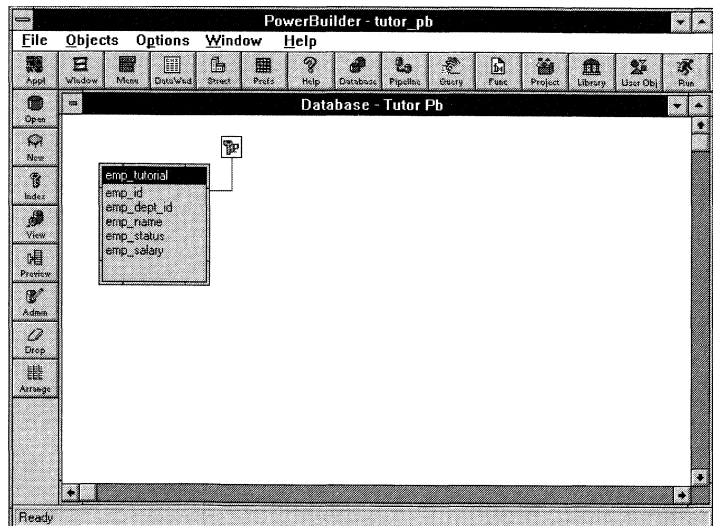 PowerBuilder - tutor_pb
File Objects Options Window Help
Appl Window Menu DataWnd Struct Prefs Help Database Pipeline Query Func Project Library User Obj Run
Database - Tutor Pb
Open
New
Index
View
Preview
Admin
Drop
Arrange
emp_tutorial
emp_id
emp_dept_id
emp_name
emp_status
emp_salary
Ready